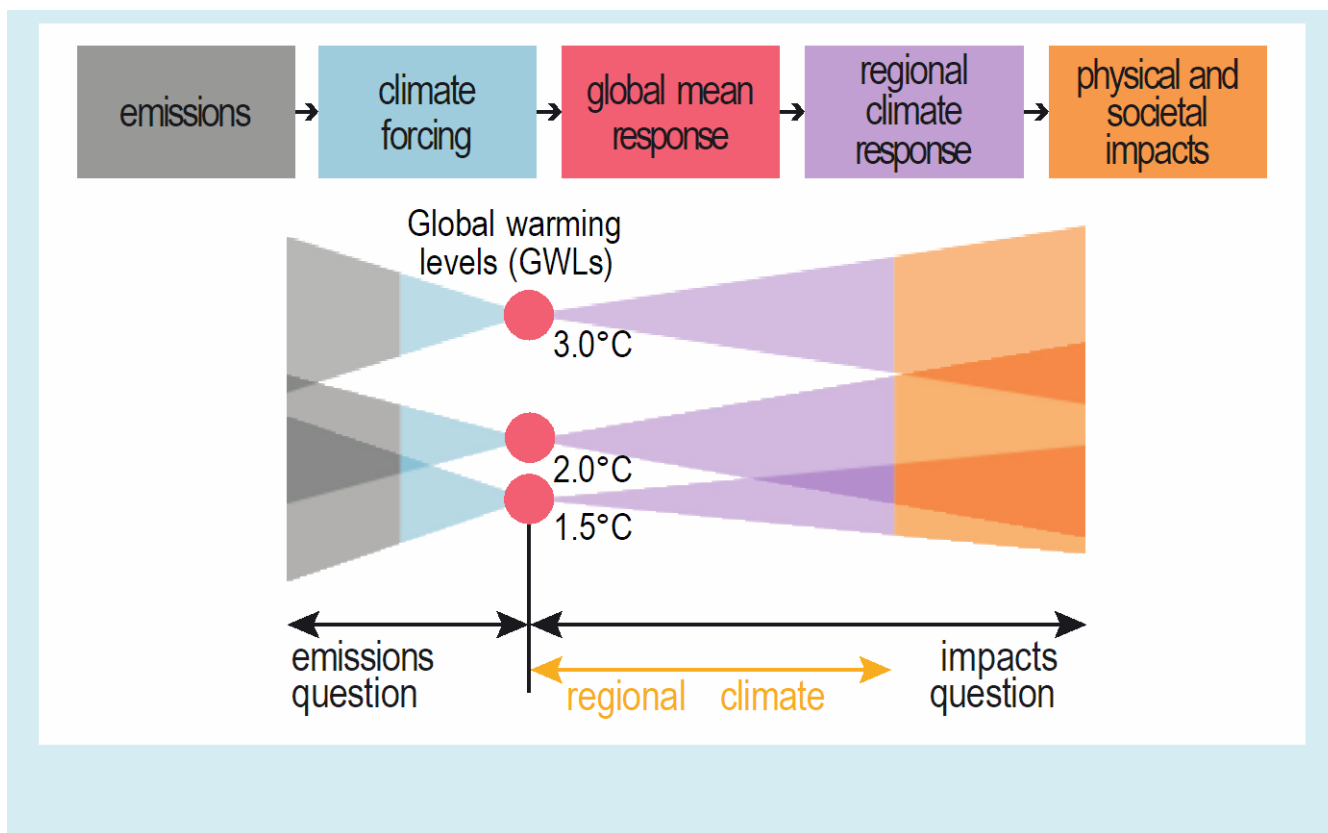 emissions
climate
forcing
global mean
response
regional
climate
response
physical and
societal
impacts
Global warming
levels (GWLs)
3.0°C
2.0°C
1.5°C
emissions
question
regional climate
impacts
question